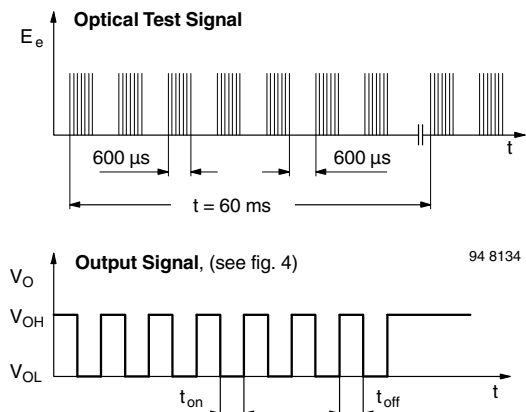 Optical Test Signal
E e
t
600 µs
600 µs
t = 60 ms
94 8134
Output Signal, (see fig. 4)
V O
V OH
V OL
t on
t off
t